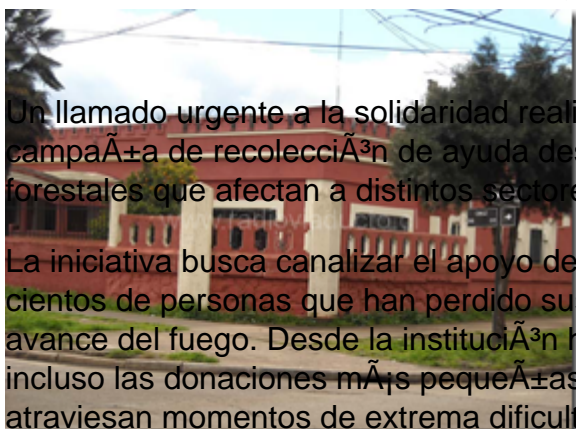 Un llamado urgente a la solidaridad reali
campaÃ±a de recolecciÃ³n de ayuda des
forestales que afectan a distintos sectore
La iniciativa busca canalizar el apoyo de
cientos de personas que han perdido su
avance del fuego. Desde la instituciÃ³n h
incluso las donaciones mÃ¡s pequeÃ±as
atraviesan momentos de extrema dificult